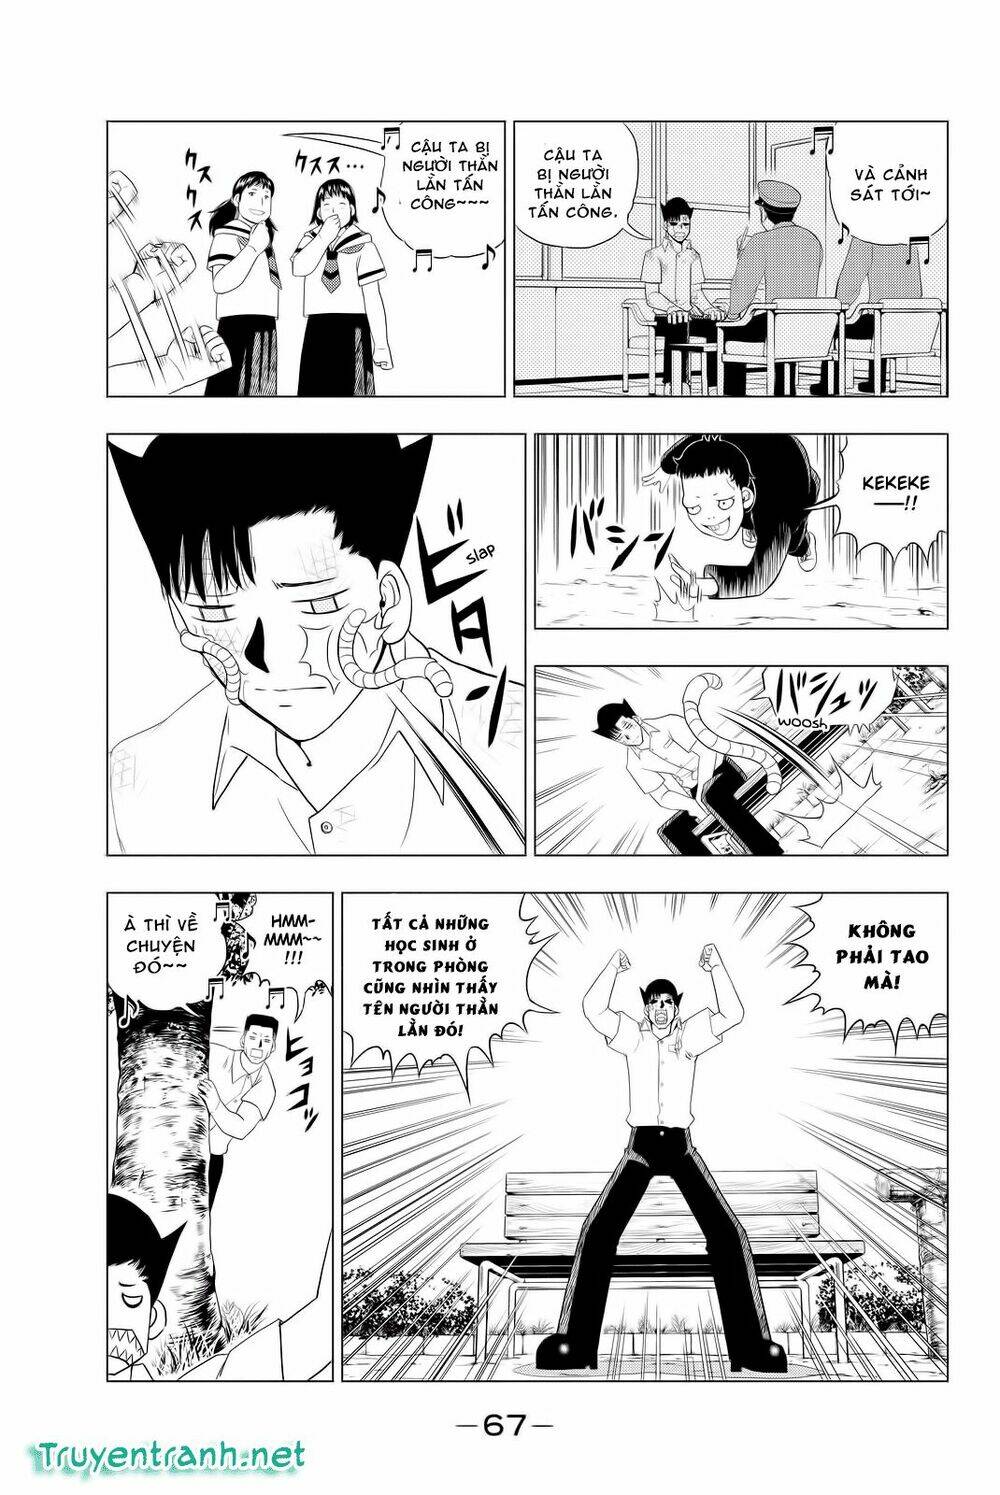 VÀ CẢNH
SÁT TỚI~
CẬU TA
BỊ NGƯỜI
THẰN LẰN
TẤN CÔNG.
CẬU TA BỊ
NGƯỜI THẰN
LẰN TẤN
CÔNG~~~
クスス...
クスクス
KEKEKE
—!!
バシーン
slap
ビターン
バシュッ
woosh
KHÔNG
PHẢI TAO
MÀ!
TẤT CẢ NHỮNG
HỌC SINH Ở
TRONG PHÒNG
CŨNG NHÌN THẤY
TÊN NGƯỜI THẰN
LẰN ĐÓ!
HMM-
MMM~~
!!!
À THÌ VỀ
CHUYỆN
ĐÓ~~
ヒョコッ
—67—
Truyentranh.net